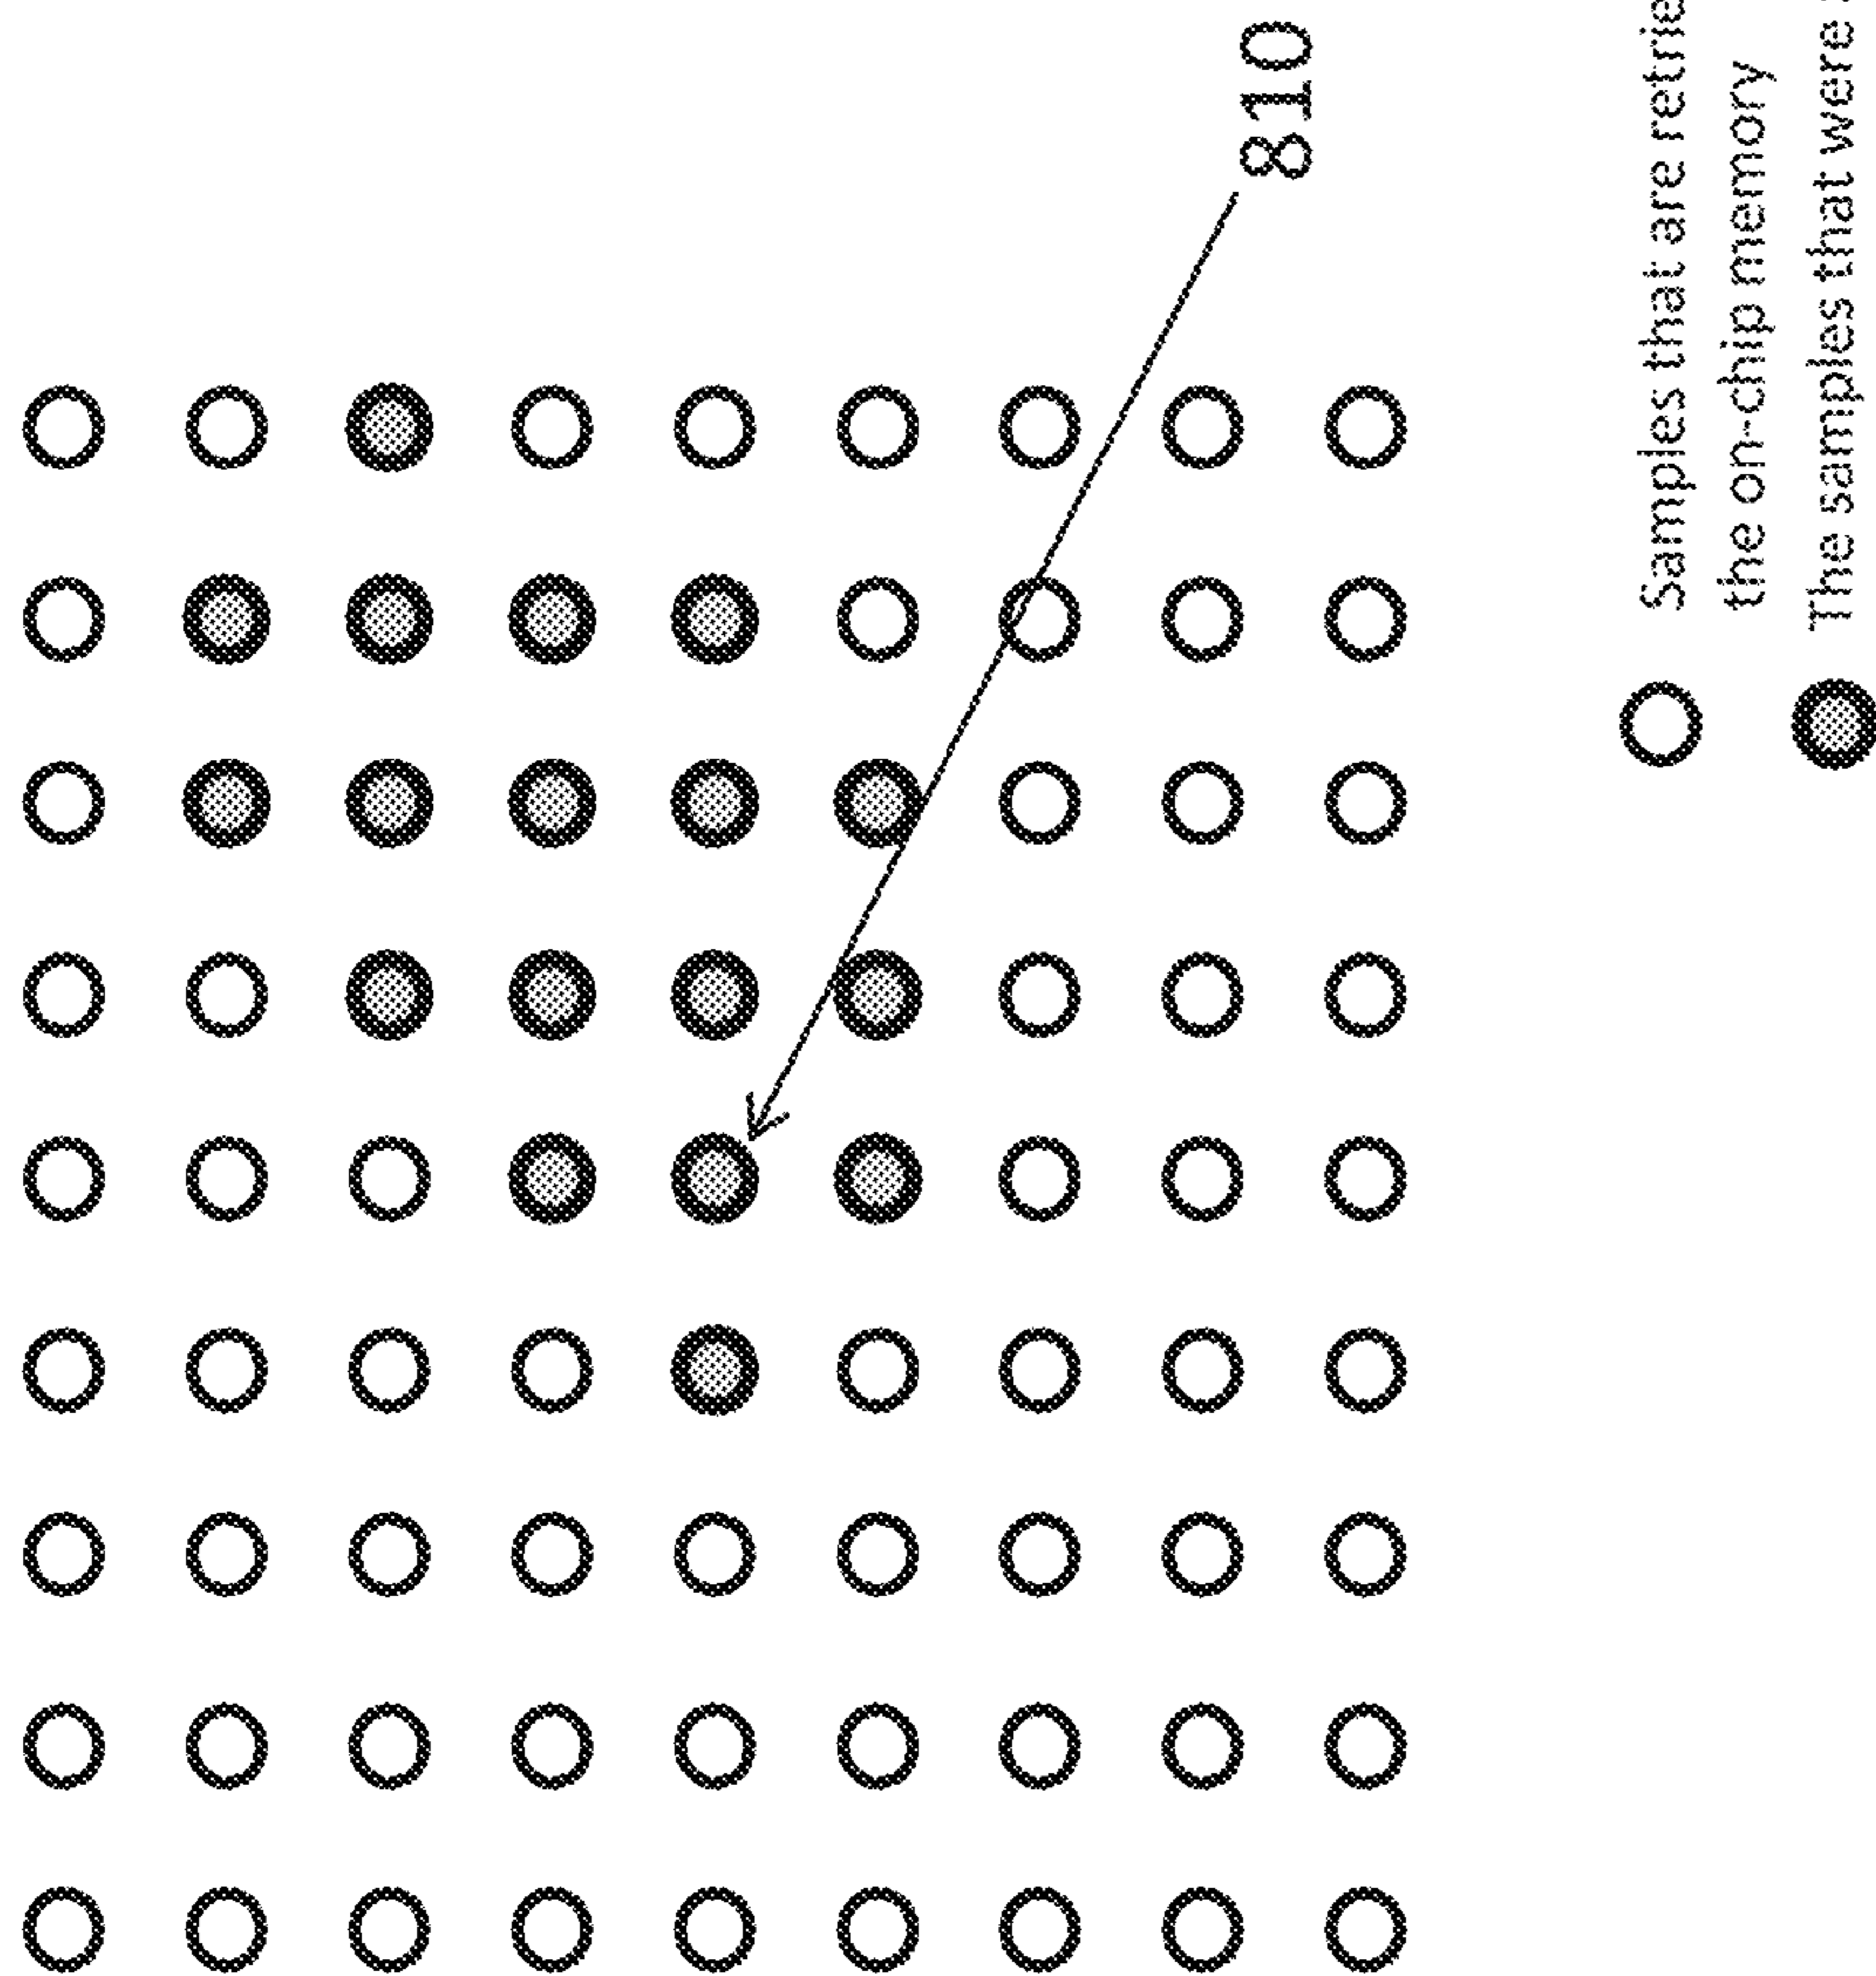 810
Samples that are retrie
the on-chip memory
The samples that were